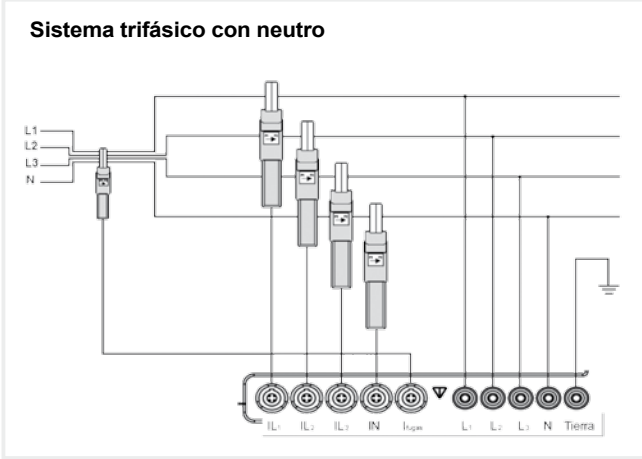 Sistema trifásico con neutro
L1
L2
L3
N
IL1 IL2 IL3 IN Ifugas L1 L2 L3 N Tierra